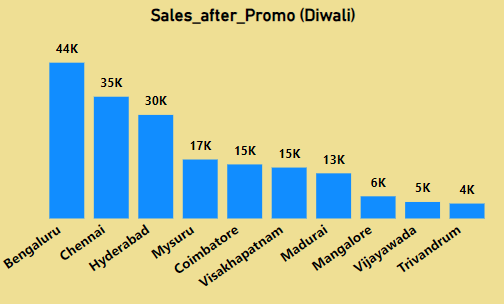 Sales_after_Promo (Diwali)
44K
35K
30K
17K
15K
15K
13K
6K
5K
4K
Bengaluru
Chennai
Hyderabad
Mysuru
Coimbatore
Visakhapatnam
Madurai
Mangalore
Vijayawada
Trivandrum